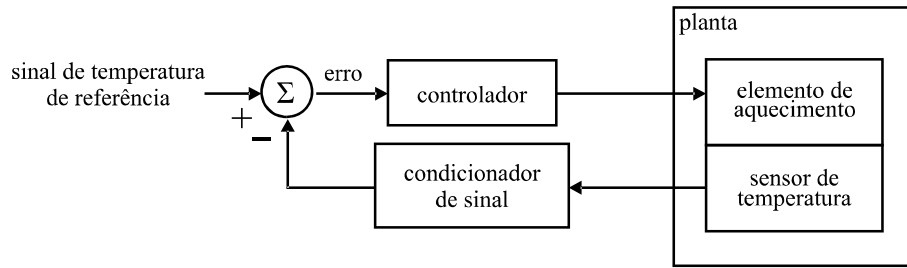 planta
sinal de temperatura
de referência
erro
Σ
+
−
controlador
elemento de
aquecimento
condicionador
de sinal
sensor de
temperatura